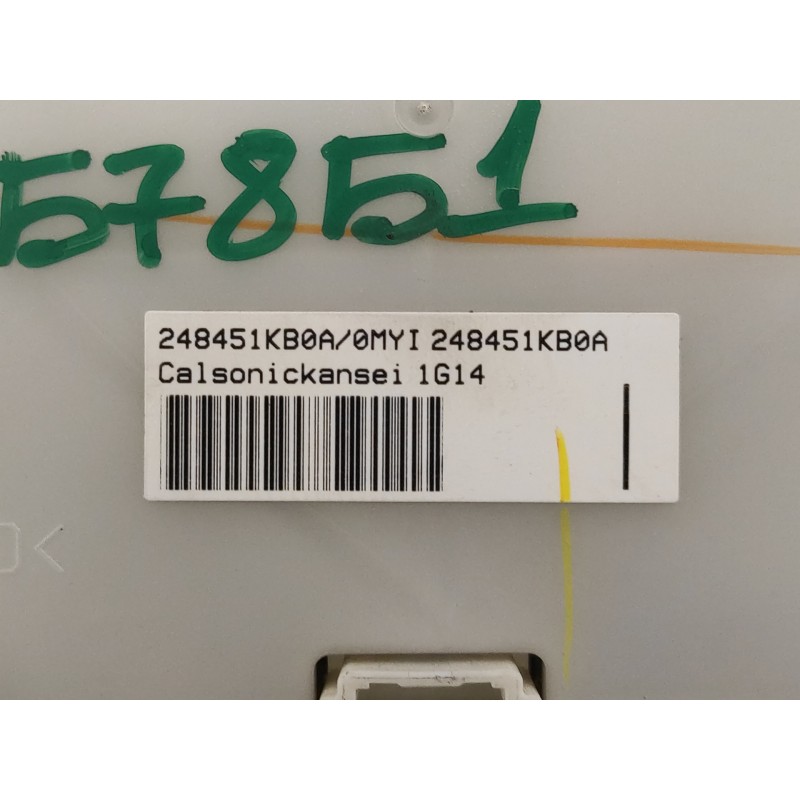 57851
248451KB0A/0MYI 248451KB0A
Calsonickansei 1G14